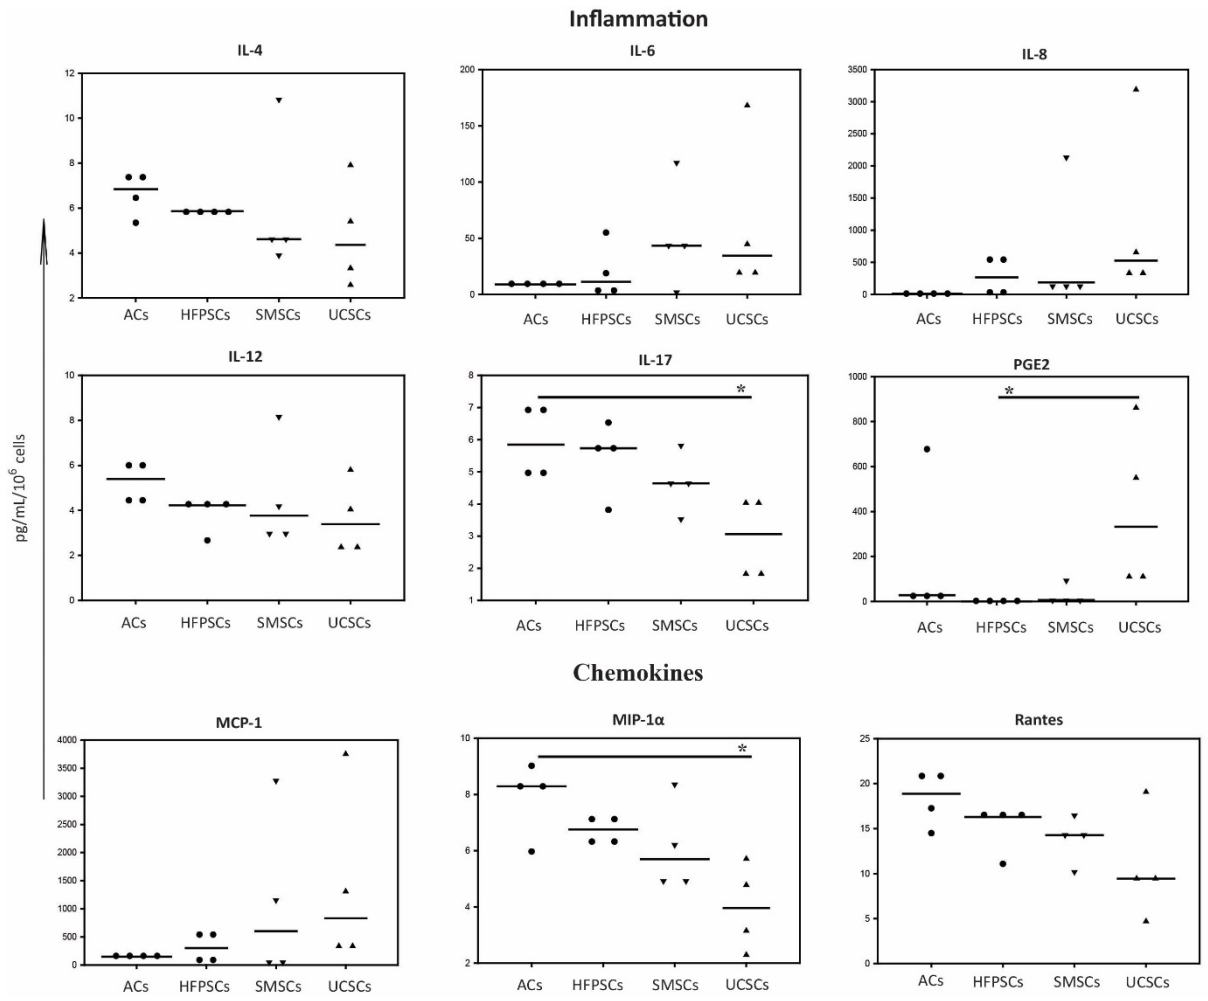 Inflammation
IL-4
IL-6
IL-8
12
10
8
6
4
2
ACs HFPSCs SMSCs UCSCs
200
150
100
50
0
ACs HFPSCs SMSCs UCSCs
3500
3000
2500
2000
1500
1000
500
0
ACs HFPSCs SMSCs UCSCs
IL-12
IL-17
PGE2
10
8
6
4
2
0
ACs HFPSCs SMSCs UCSCs
8
7
6
5
4
3
2
1
*
ACs HFPSCs SMSCs UCSCs
1000
800
600
400
200
0
*
ACs HFPSCs SMSCs UCSCs
pg/mL/10⁶ cells
Chemokines
MCP-1
MIP-1α
Rantes
4000
3500
3000
2500
2000
1500
1000
500
0
ACs HFPSCs SMSCs UCSCs
10
8
6
4
2
*
ACs HFPSCs SMSCs UCSCs
25
20
15
10
5
0
ACs HFPSCs SMSCs UCSCs